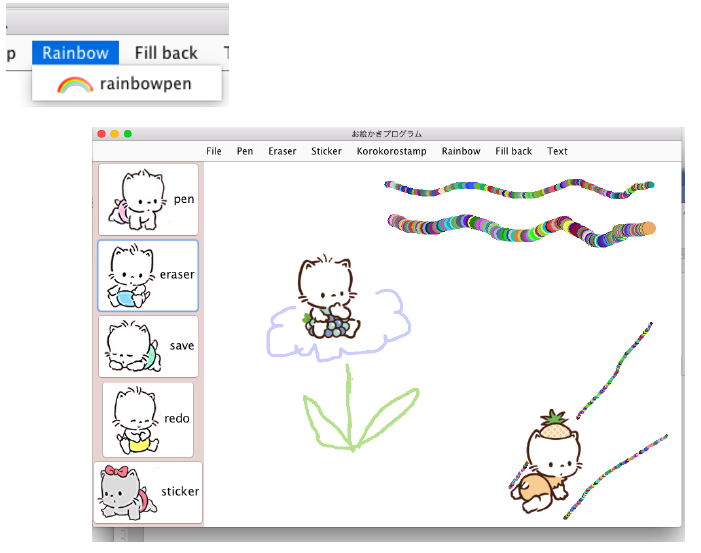 p Rainbow Fill back
rainbowpen
お絵かきプログラム
File Pen Eraser Sticker Korokorostamp Rainbow Fill back Text
pen
eraser
save
redo
sticker